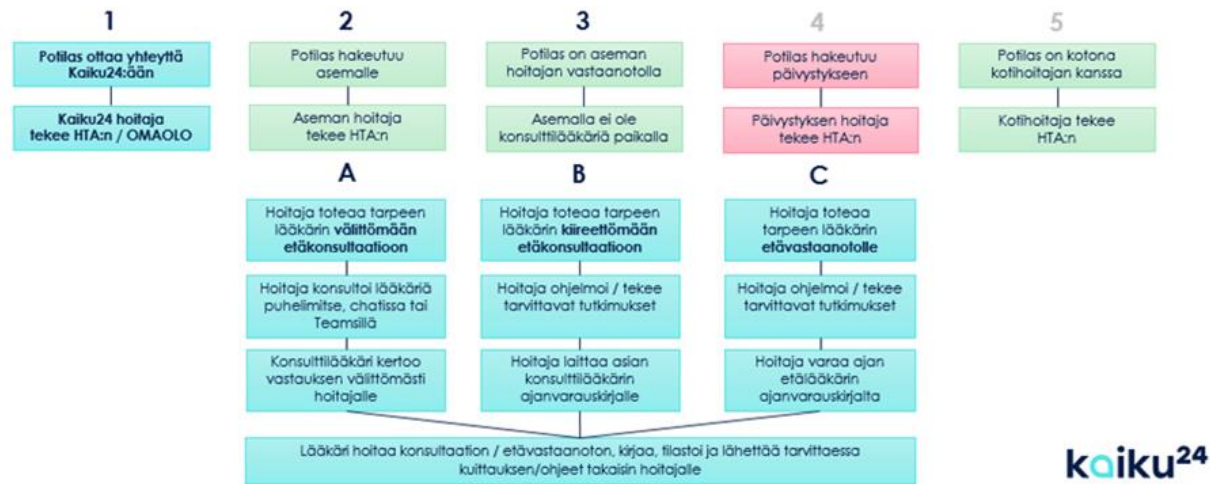 1
2
3
4
5
Potilas ottaa yhteyttä
Kaiku24:ään
Potilas hakeutuu
asemalle
Potilas on aseman
hoitajan vastaanotolla
Potilas hakeutuu
päivystykseen
Potilas on kotona
kotihoitajan kanssa
Kaiku24 hoitaja
tekee HTA:n / OMAOLO
Aseman hoitaja
tekee HTA:n
Asemalla ei ole
konsulttilääkäriä paikalla
Päivystyksen hoitaja
tekee HTA:n
Kotihoitaja tekee
HTA:n
A
B
C
Hoitaja toteaa tarpeen
lääkärin välittömään
etäkonsultaatioon
Hoitaja toteaa tarpeen
lääkärin kiireettömään
etäkonsultaatioon
Hoitaja toteaa
tarpeen lääkärin
etävastaanotolle
Hoitaja konsultoi lääkäriä
puhelimitse, chatissa tai
Teamsillä
Hoitaja ohjelmoi / tekee
tarvittavat tutkimukset
Hoitaja ohjelmoi / tekee
tarvittavat tutkimukset
Konsulttilääkäri kertoo
vastauksen välittömästi
hoitajalle
Hoitaja laittaa asian
konsulttilääkärin
ajanvarauskirjalle
Hoitaja varaa ajan
etälääkärin
ajanvarauskirjalta
Lääkäri hoitaa konsultaation / etävastaanoton, kirjaa, tilastoi ja lähettää tarvittaessa
kuittauksen/ohjeet takaisin hoitajalle
kaiku24